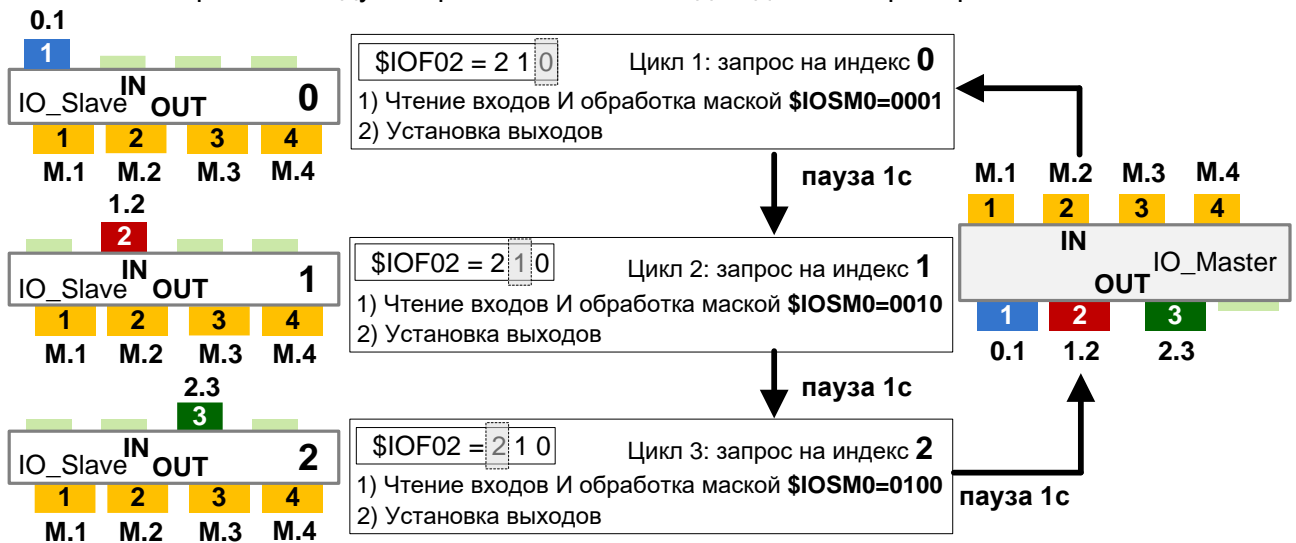 0.1
1
IN
IO_Slave OUT 0
1 2 3 4
M.1 M.2 M.3 M.4
$IOF02 = 2 1 0 Цикл 1: запрос на индекс 0
1) Чтение входов И обработка маской $IOSM0=0001
2) Установка выходов
пауза 1с
1.2
2
IN
IO_Slave OUT 1
1 2 3 4
M.1 M.2 M.3 M.4
$IOF02 = 2 1 0 Цикл 2: запрос на индекс 1
1) Чтение входов И обработка маской $IOSM0=0010
2) Установка выходов
пауза 1с
2.3
3
IN
IO_Slave OUT 2
1 2 3 4
M.1 M.2 M.3 M.4
$IOF02 = 2 1 0 Цикл 3: запрос на индекс 2
1) Чтение входов И обработка маской $IOSM0=0100
2) Установка выходов
пауза 1с
M.1 M.2 M.3 M.4
1 2 3 4
IN
IO_Master
OUT
1 2 3
0.1 1.2 2.3